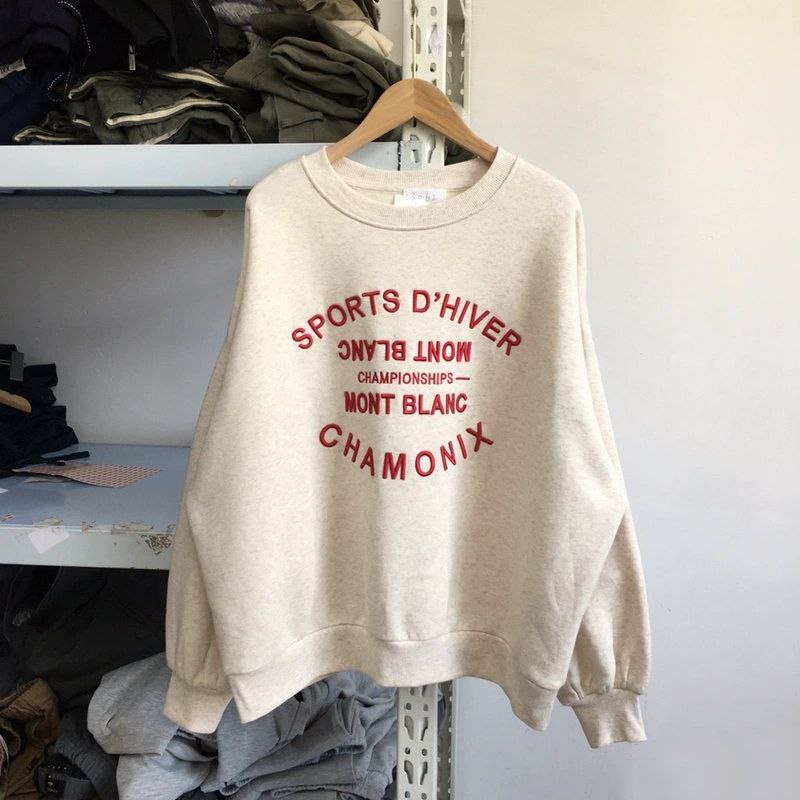 SPORTS D'HIVER
MONT BLANC
CHAMPIONSHIPS—
MONT BLANC
CHAMONIX